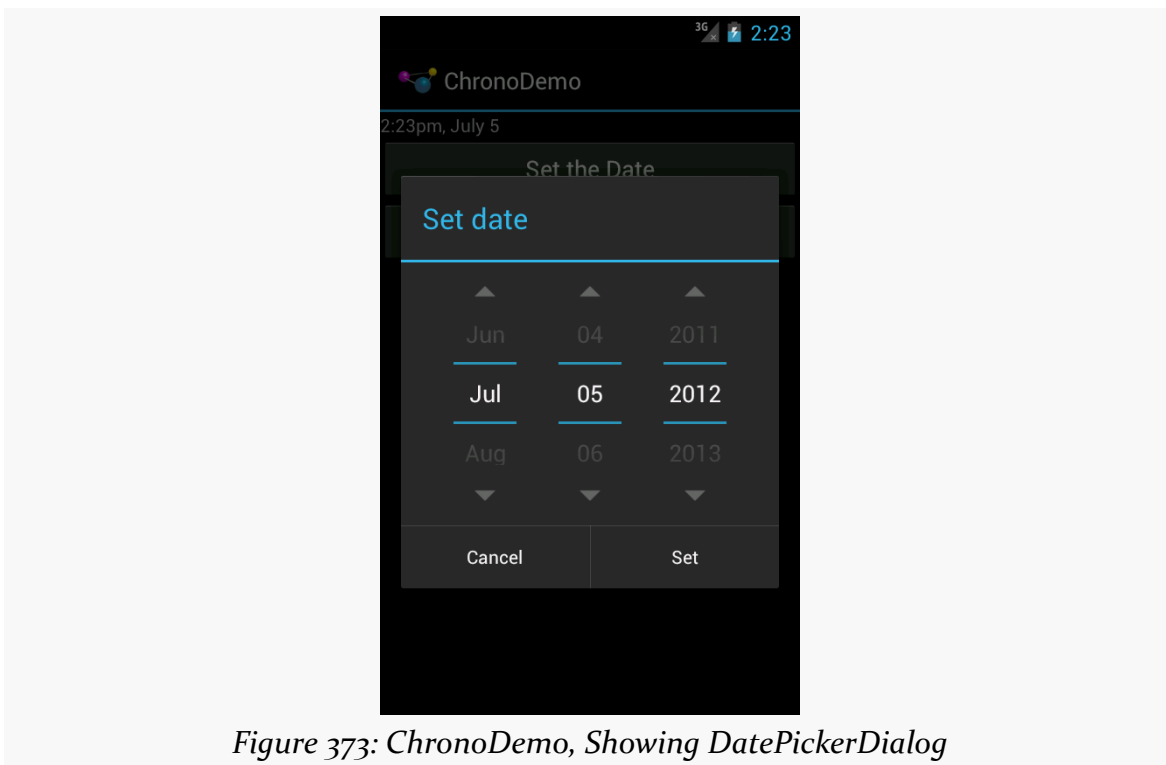 3G 2:23
ChronoDemo
2:23pm, July 5
Set the Date
Set date
Jun 04 2011
Jul 05 2012
Aug 06 2013
Cancel Set
Figure 373: ChronoDemo, Showing DatePickerDialog